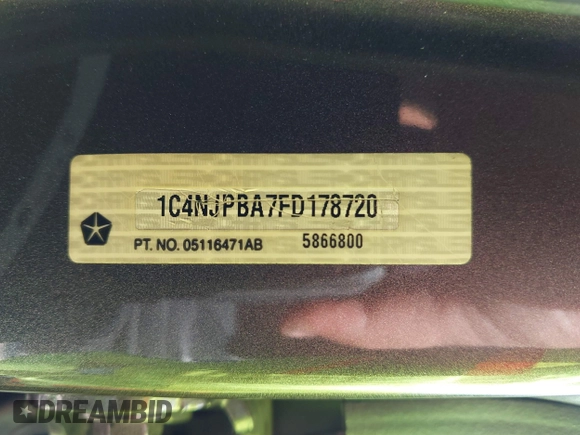 1C4NJPBA7FD178720
PT. NO. 05116471AB 5866800
DREAMBID